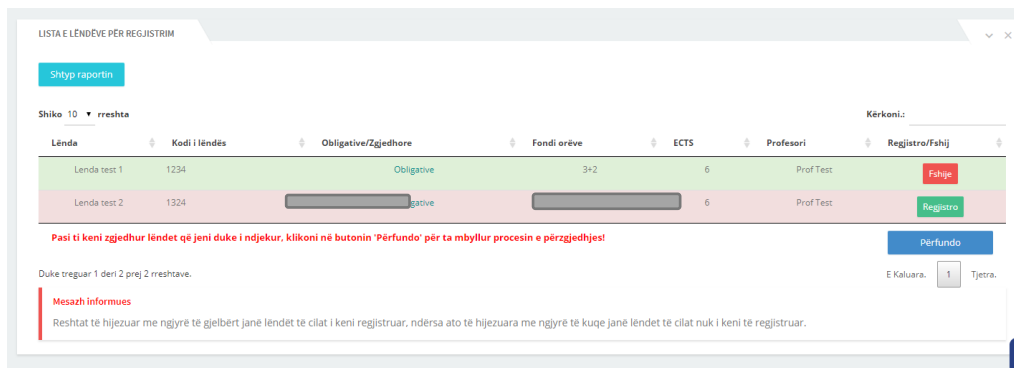 LISTA E LËNDËVE PËR REGJISTRIM
Shtyp raportin
Shiko 10 rreshta Kërkoni.:
Lënda Kodi i lëndës Obligative/Zgjedhore Fondi orëve ECTS Profesori Regjistro/Fshij
Lenda test 1 1234 Obligative 3+2 6 Prof Test Fshije
Lenda test 2 1324 gative 6 Prof Test Regjistro
Pasi ti keni zgjedhur lëndet që jeni duke i ndjekur, klikoni në butonin 'Përfundo' për ta mbyllur procesin e përzgjedhjes! Përfundo
Duke treguar 1 deri 2 prej 2 rreshtave. E Kaluara. 1 Tjetra.
Mesazh informues
Reshtat të hijezuar me ngjyrë të gjelbërt janë lëndët të cilat i keni regjistruar, ndërsa ato të hijezuara me ngjyrë të kuqe janë lëndet të cilat nuk i keni të regjistruar.